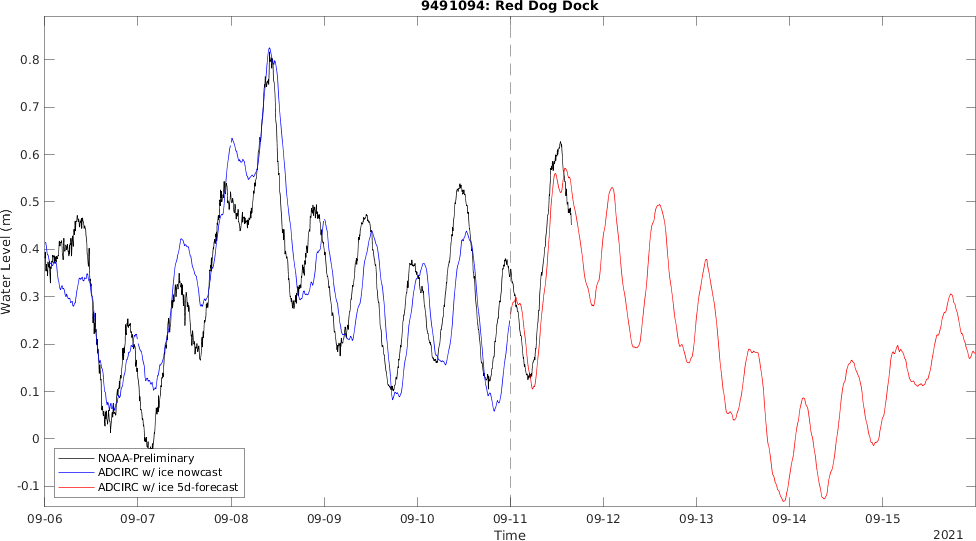 9491094: Red Dog Dock
0.8
0.7
0.6
0.5
0.4
0.3
0.2
0.1
0
-0.1
Water Level (m)
NOAA-Preliminary
ADCIRC w/ ice nowcast
ADCIRC w/ ice 5d-forecast
09-06 09-07 09-08 09-09 09-10 09-11 09-12 09-13 09-14 09-15
Time
2021